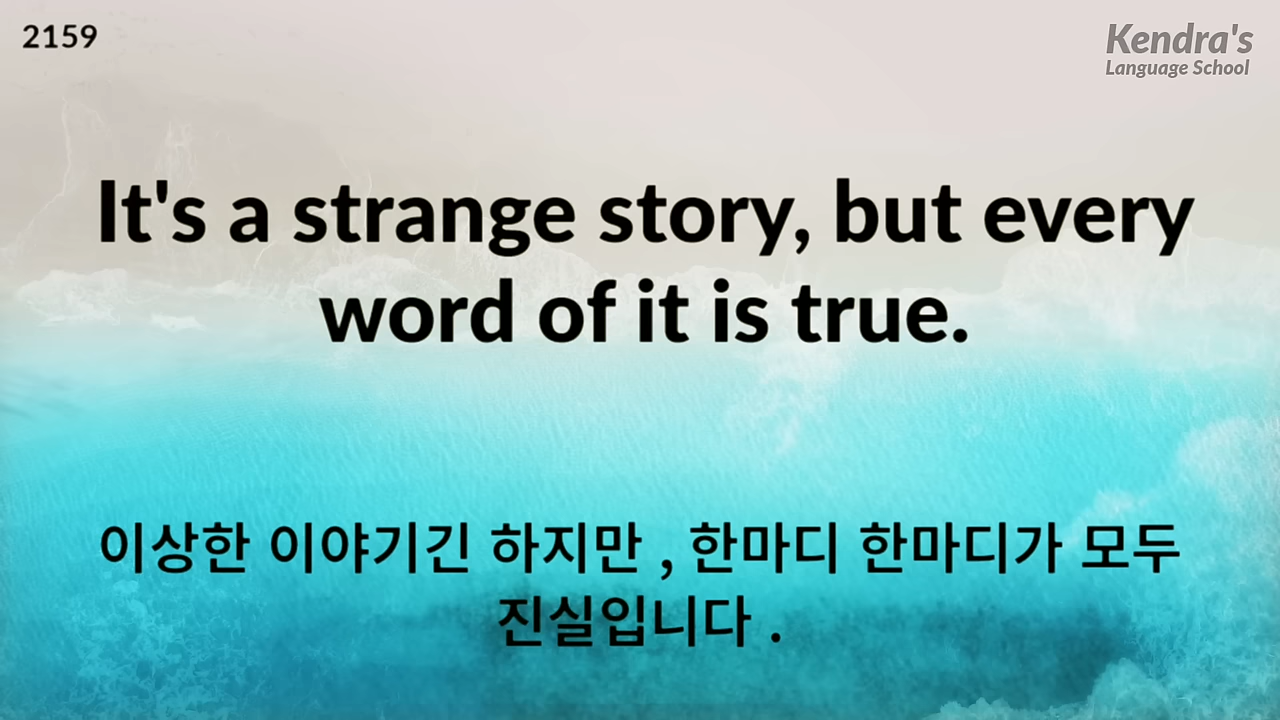 2159
Kendra's
Language School
It's a strange story, but every
word of it is true.
이상한 이야기긴 하지만 , 한마디 한마디가 모두
진실입니다 .